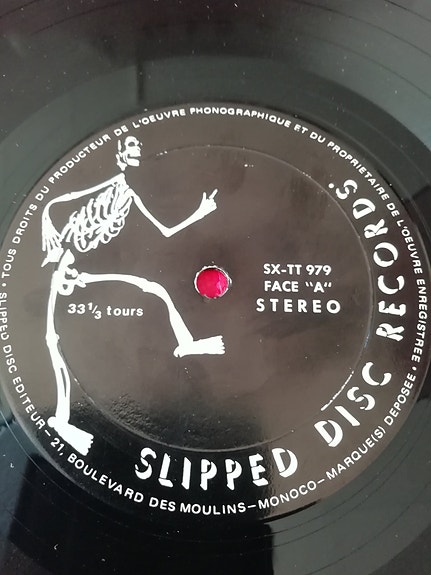 • TOUS DROITS DU PRODUCTEUR DE L'OEUVRE PHONOGRAPHIQUE ET DU PROPRIETAIRE DE L'OEUVRE ENREGISTREE •
SX-TT 979
FACE "A"
STEREO
33 1/3 tours
SLIPPED DISC RECORDS
SLIPPED DISC EDITEUR – 21, BOULEVARD DES MOULINS – MONOCO – MARQUE(S) DEPOSEE •